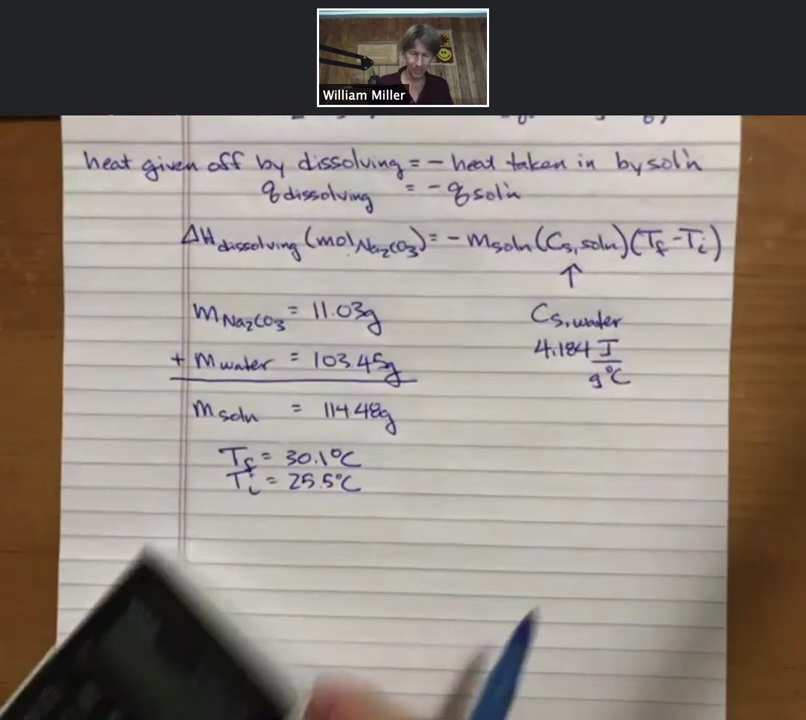 William Miller
heat given off by dissolving = - heat taken in by sol'n
q dissolving = - q sol'n
ΔH dissolving (mol Na2CO3) = - m soln (Cs, soln) (Tf - Ti)
↑
m Na2CO3 = 11.03g
Cs, water
+ m water = 103.45g
4.184 J
g°C
m soln = 114.48g
Tf = 30.1°C
Ti = 25.5°C